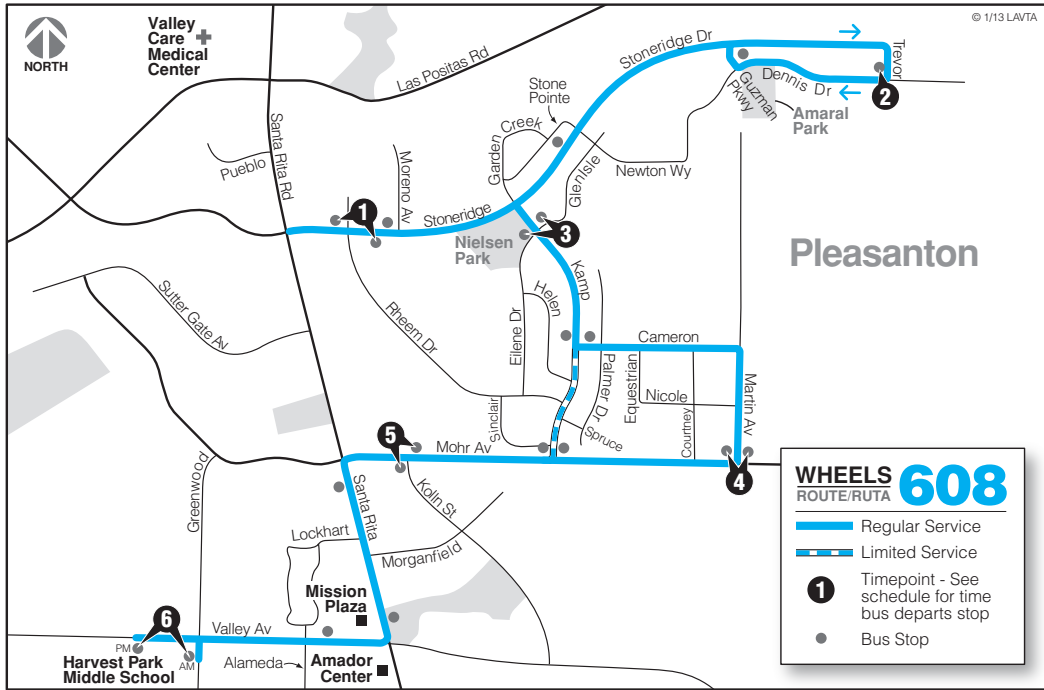 © 1/13 LAVTA
NORTH
Valley
Care
Medical
Center
Las Positas Rd
Stoneridge Dr
Trevor
Dennis Dr
2
Guzman
Pkwy
Amaral
Park
Stone
Pointe
Garden Creek
GlenIsle
Newton Wy
Santa Rita Rd
Pueblo
Moreno Av
1
Stoneridge
Nielsen
Park
3
Pleasanton
Kamp
Sutter Gate Av
Rheem Dr
Eilene Dr
Helen
Cameron
Palmer Dr
Equestrian
Nicole
Courtney
Martin Av
Sinclair
Spruce
5
Mohr Av
4
Greenwood
Santa Rita
Kolln St.
Lockhart
Morganfield
Mission
Plaza
6
Valley Av
PM
AM
Harvest Park
Middle School
Alameda
Amador
Center
WHEELS
ROUTE/RUTA
608
Regular Service
Limited Service
1
Timepoint - See
schedule for time
bus departs stop
Bus Stop